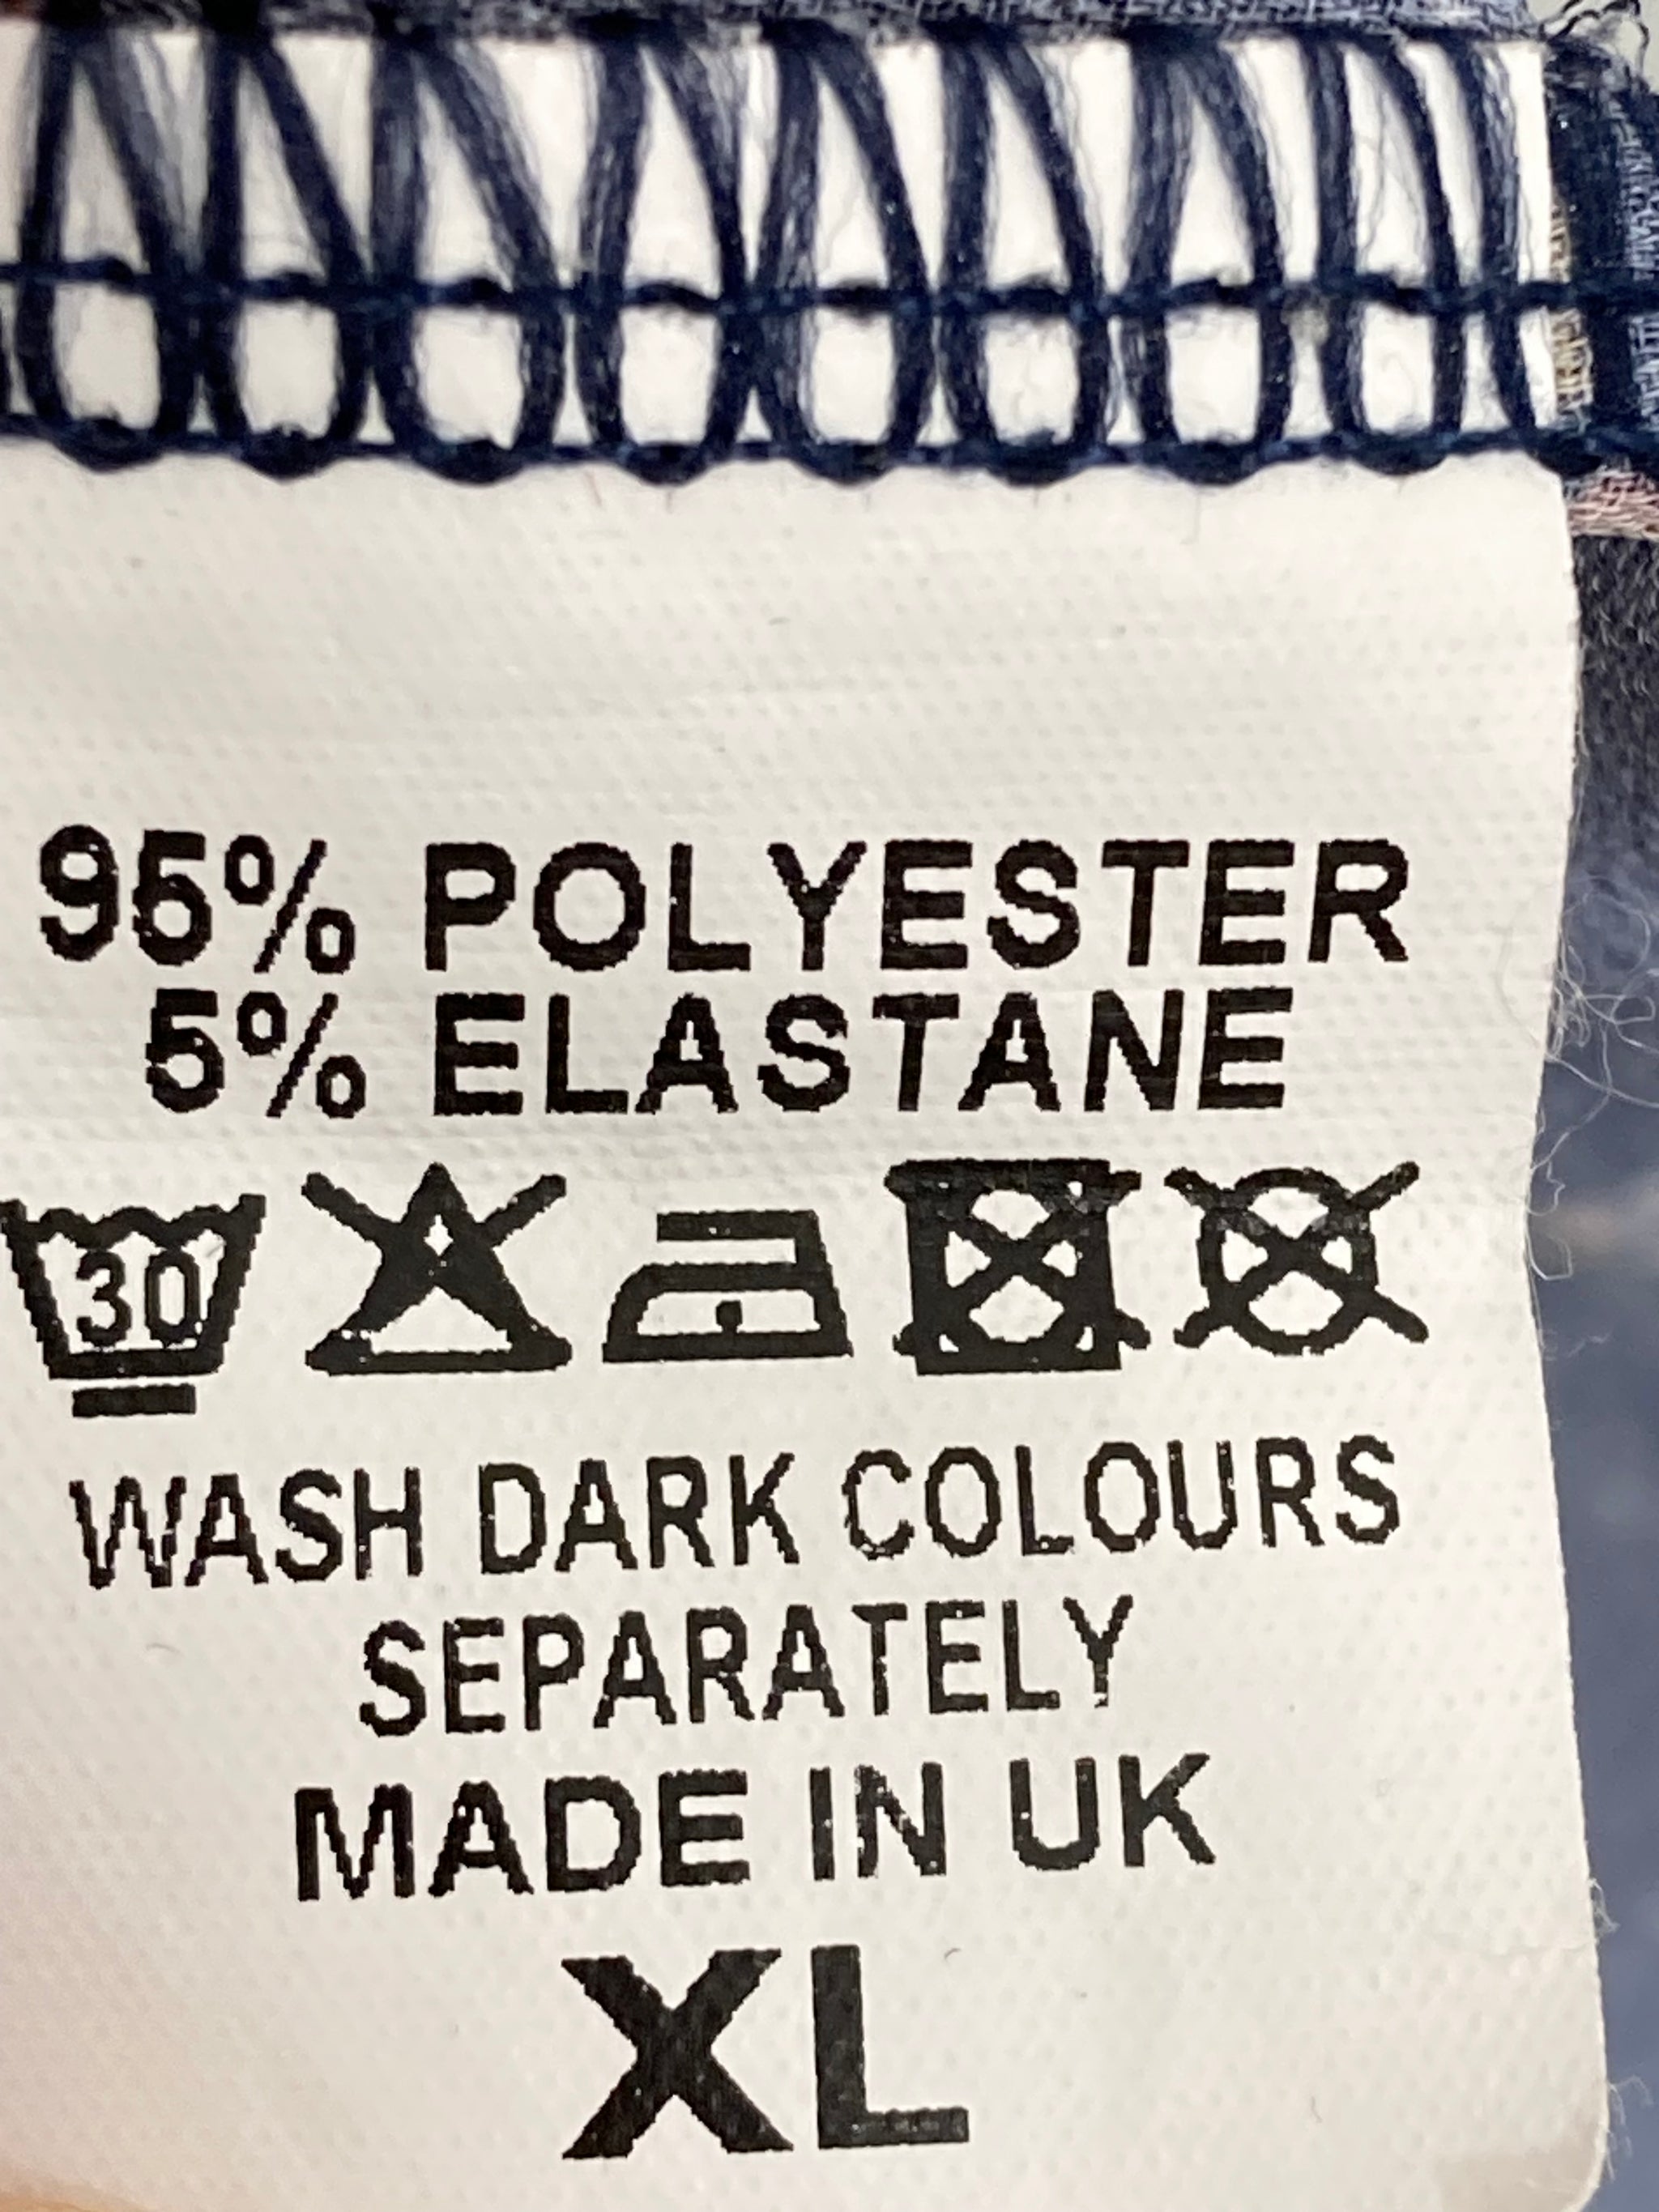 95% POLYESTER
5% ELASTANE
30
WASH DARK COLOURS
SEPARATELY
MADE IN UK
XL